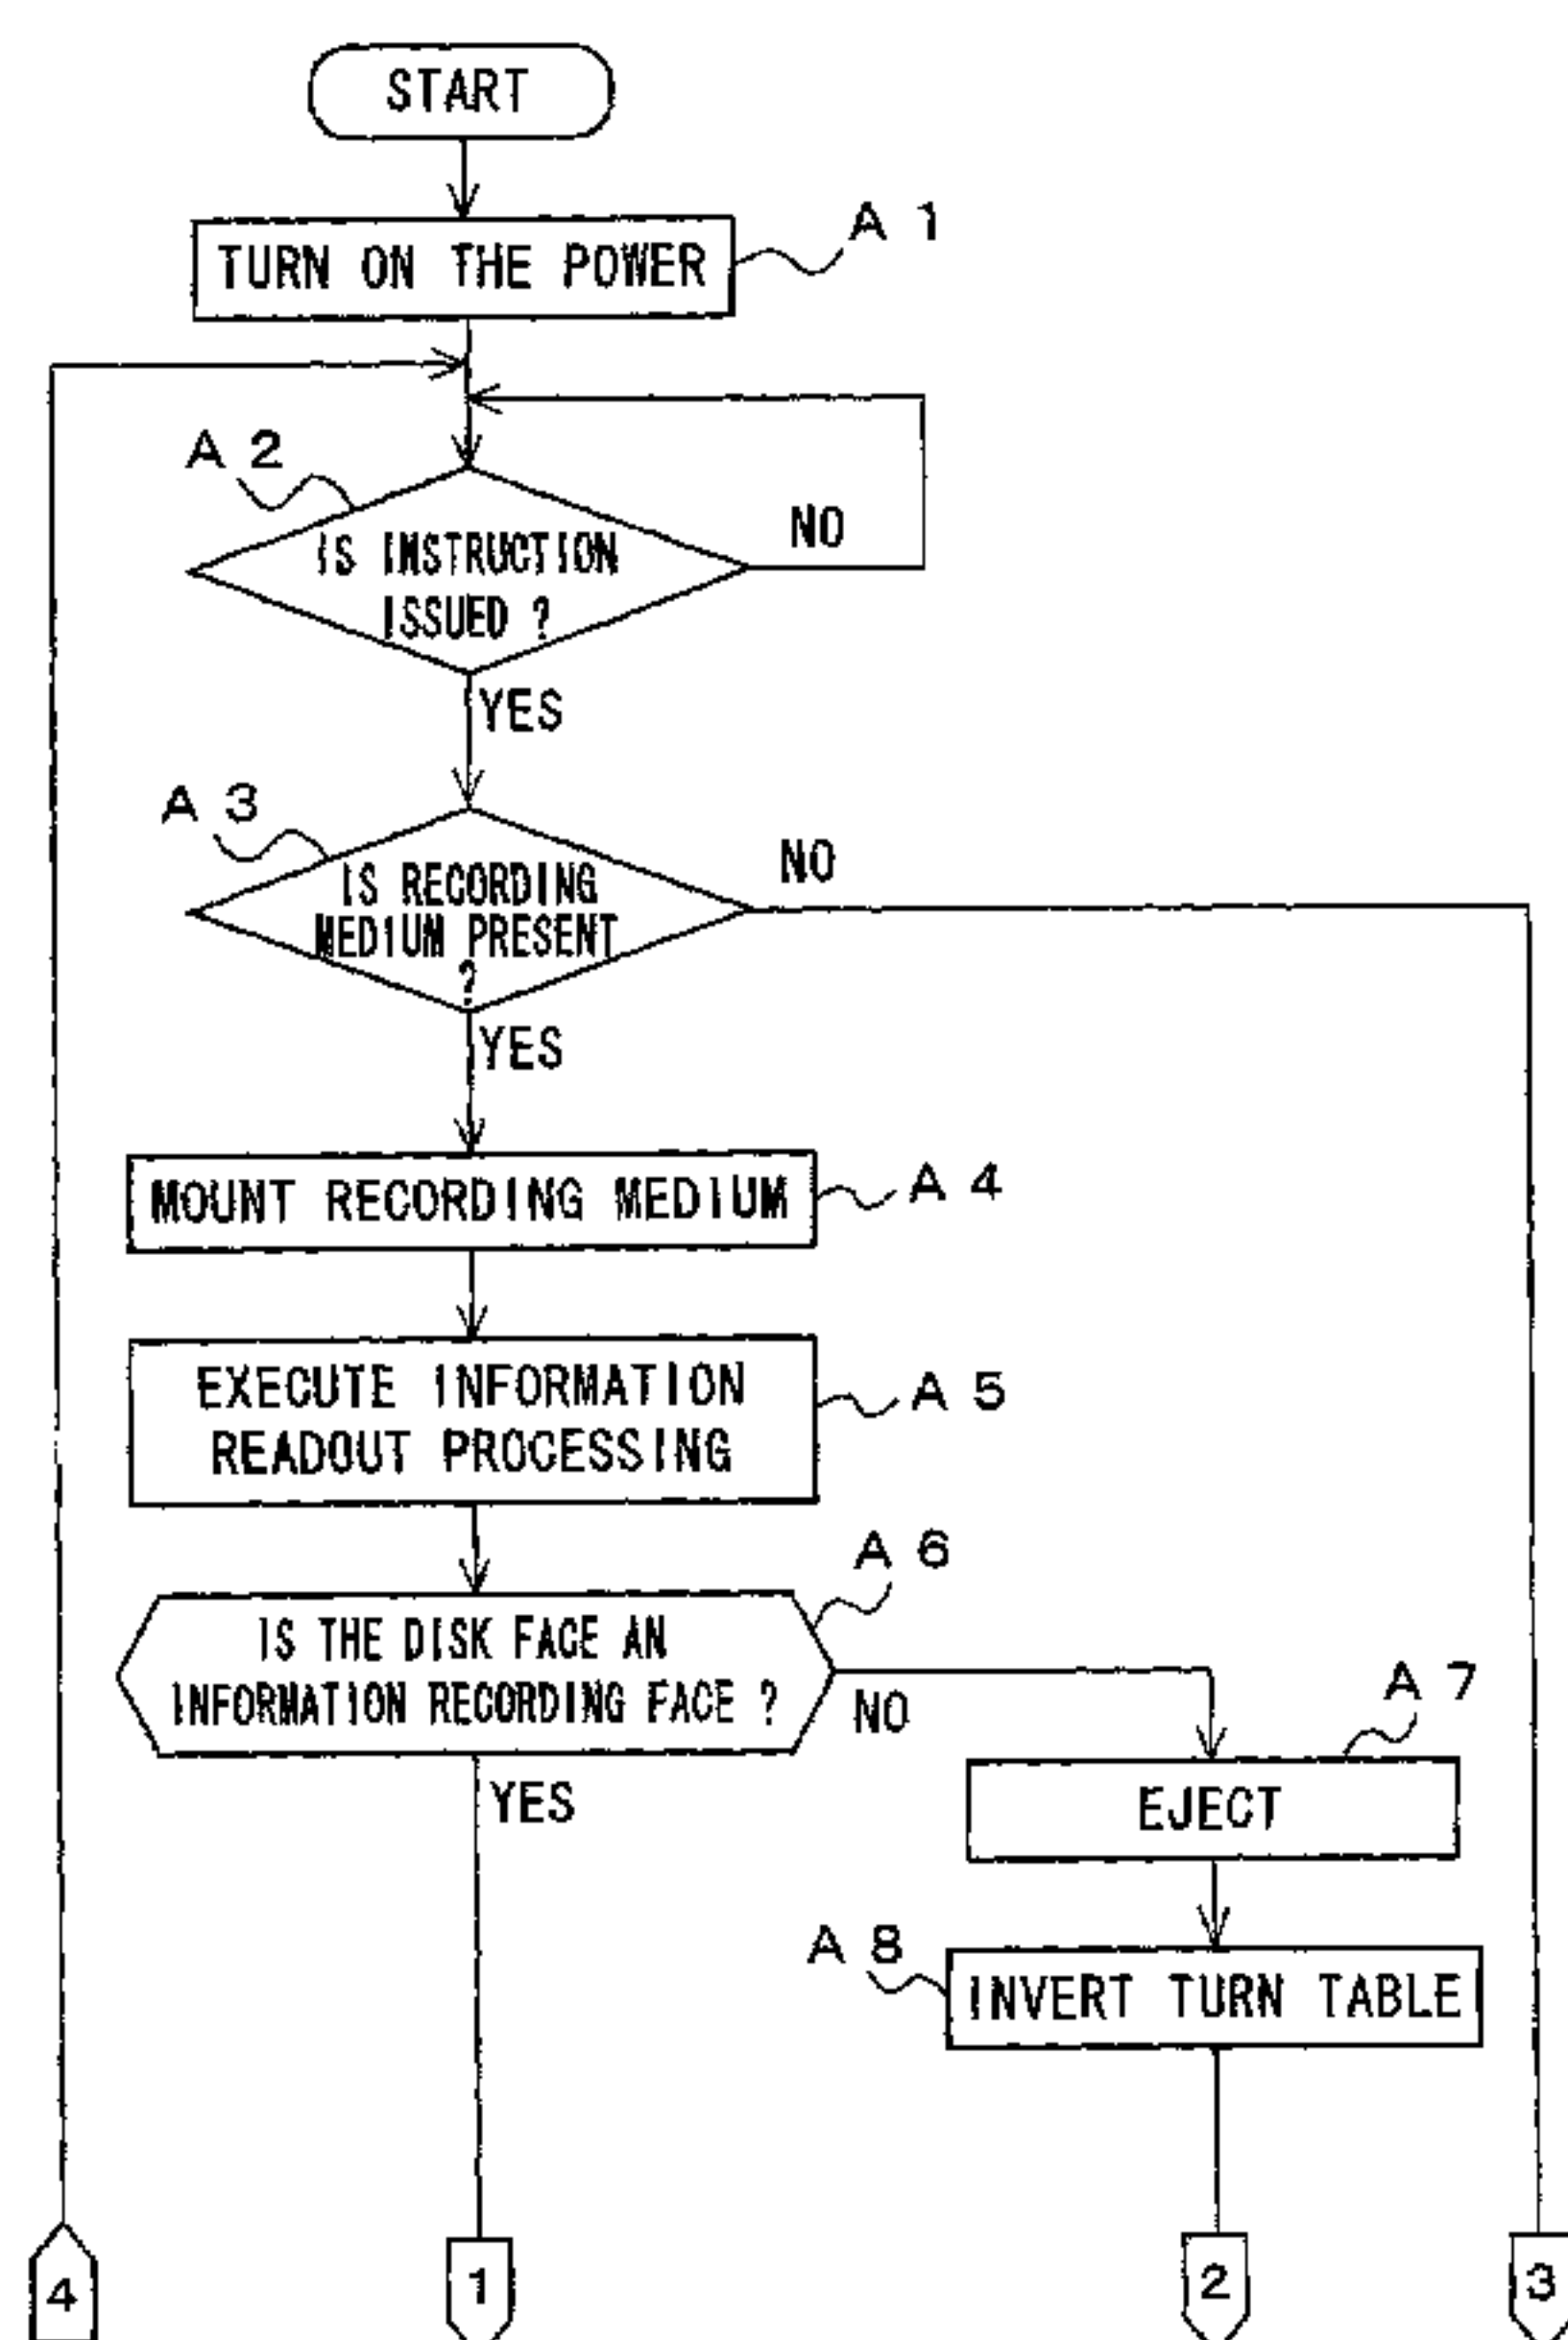 START
TURN ON THE POWER
A 1
A 2
IS INSTRUCTION
ISSUED ?
NO
YES
A 3
IS RECORDING
MEDIUM PRESENT
?
NO
YES
MOUNT RECORDING MEDIUM
A 4
EXECUTE INFORMATION
READOUT PROCESSING
A 5
A 6
IS THE DISK FACE AN
INFORMATION RECORDING FACE ?
NO
YES
A 7
EJECT
A 8
INVERT TURN TABLE
4
1
2
3